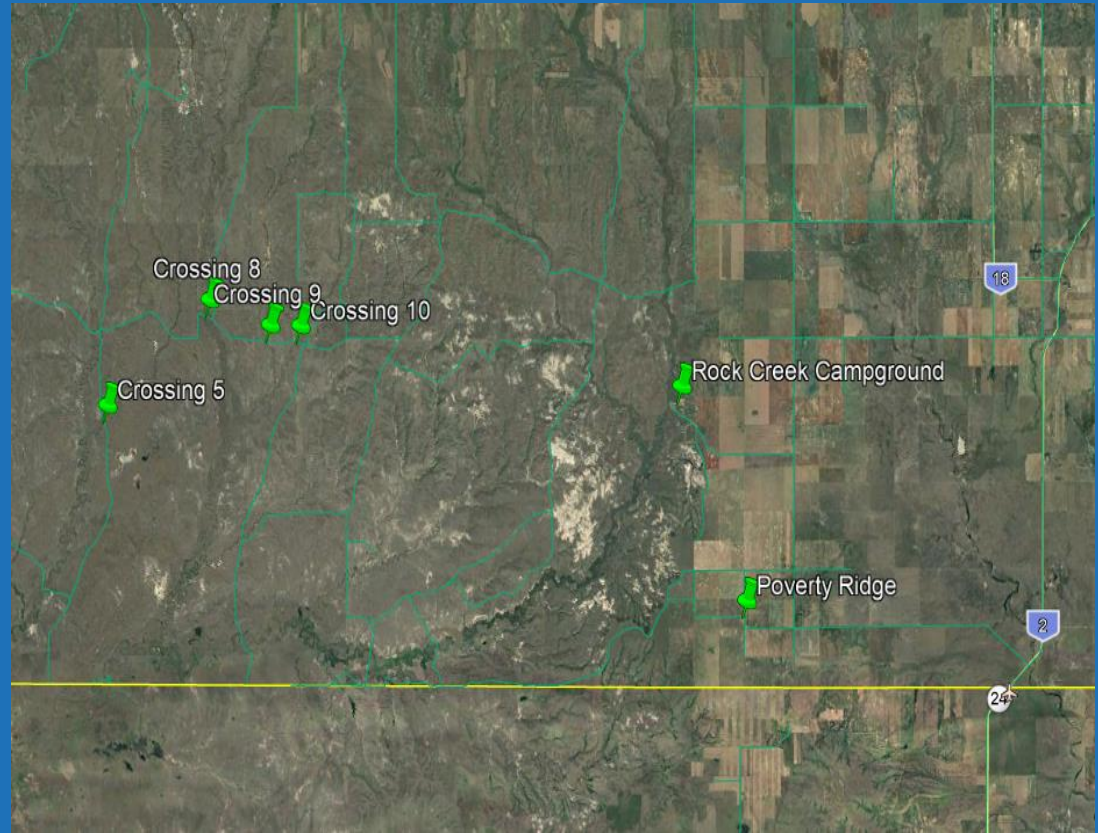 Crossing 8
18
Crossing 9
Crossing 10
Rock Creek Campground
Crossing 5
Poverty Ridge
2
24